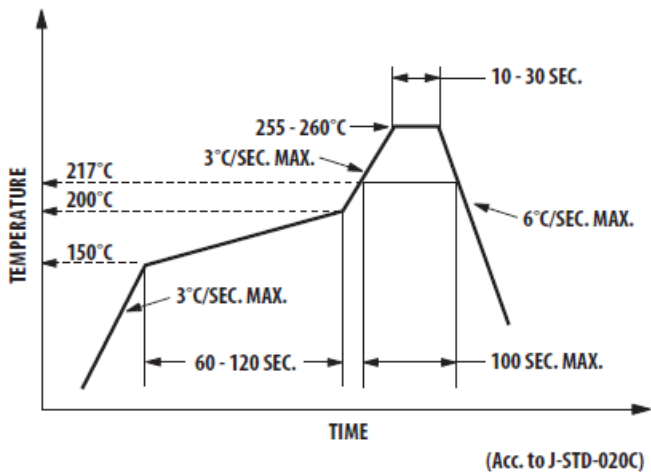 10 - 30 SEC.
255 - 260°C
3°C/SEC. MAX.
217°C
200°C
6°C/SEC. MAX.
150°C
3°C/SEC. MAX.
60 - 120 SEC.
100 SEC. MAX.
TEMPERATURE
TIME
(Acc. to J-STD-020C)